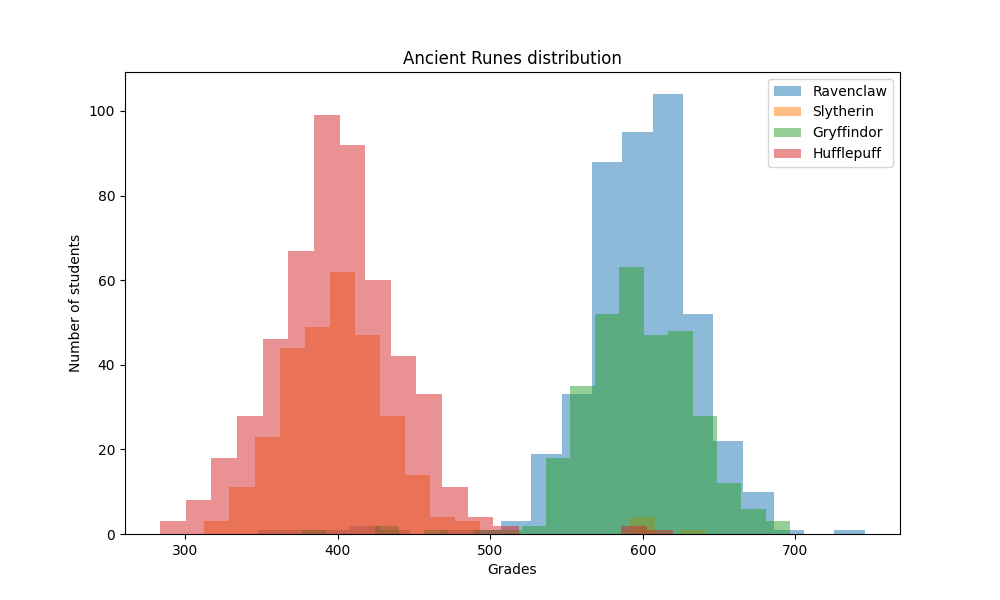 Ancient Runes distribution
Ravenclaw
Slytherin
Gryffindor
Hufflepuff
Number of students
100
80
60
40
20
0
300 400 500 600 700
Grades